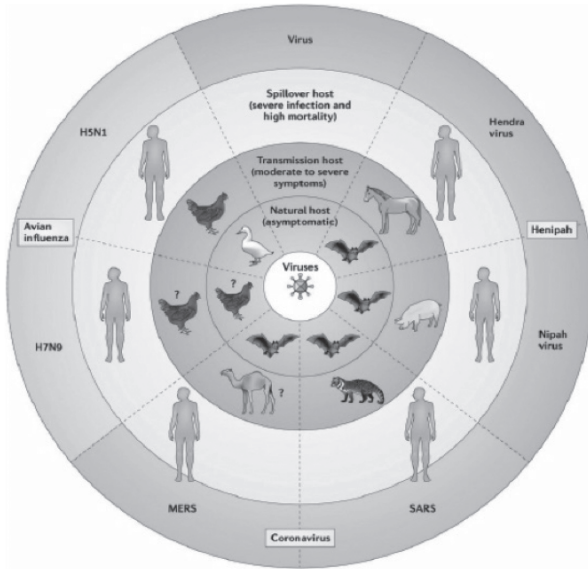 Virus
Spillover host
(severe infection and
high mortality)
H5N1
Hendra
virus
Transmission host
(moderate to severe
symptoms)
Natural host
(asymptomatic)
Avian
influenza
Henipah
Viruses
?
?
H7N9
Nipah
virus
?
MERS
SARS
Coronavirus